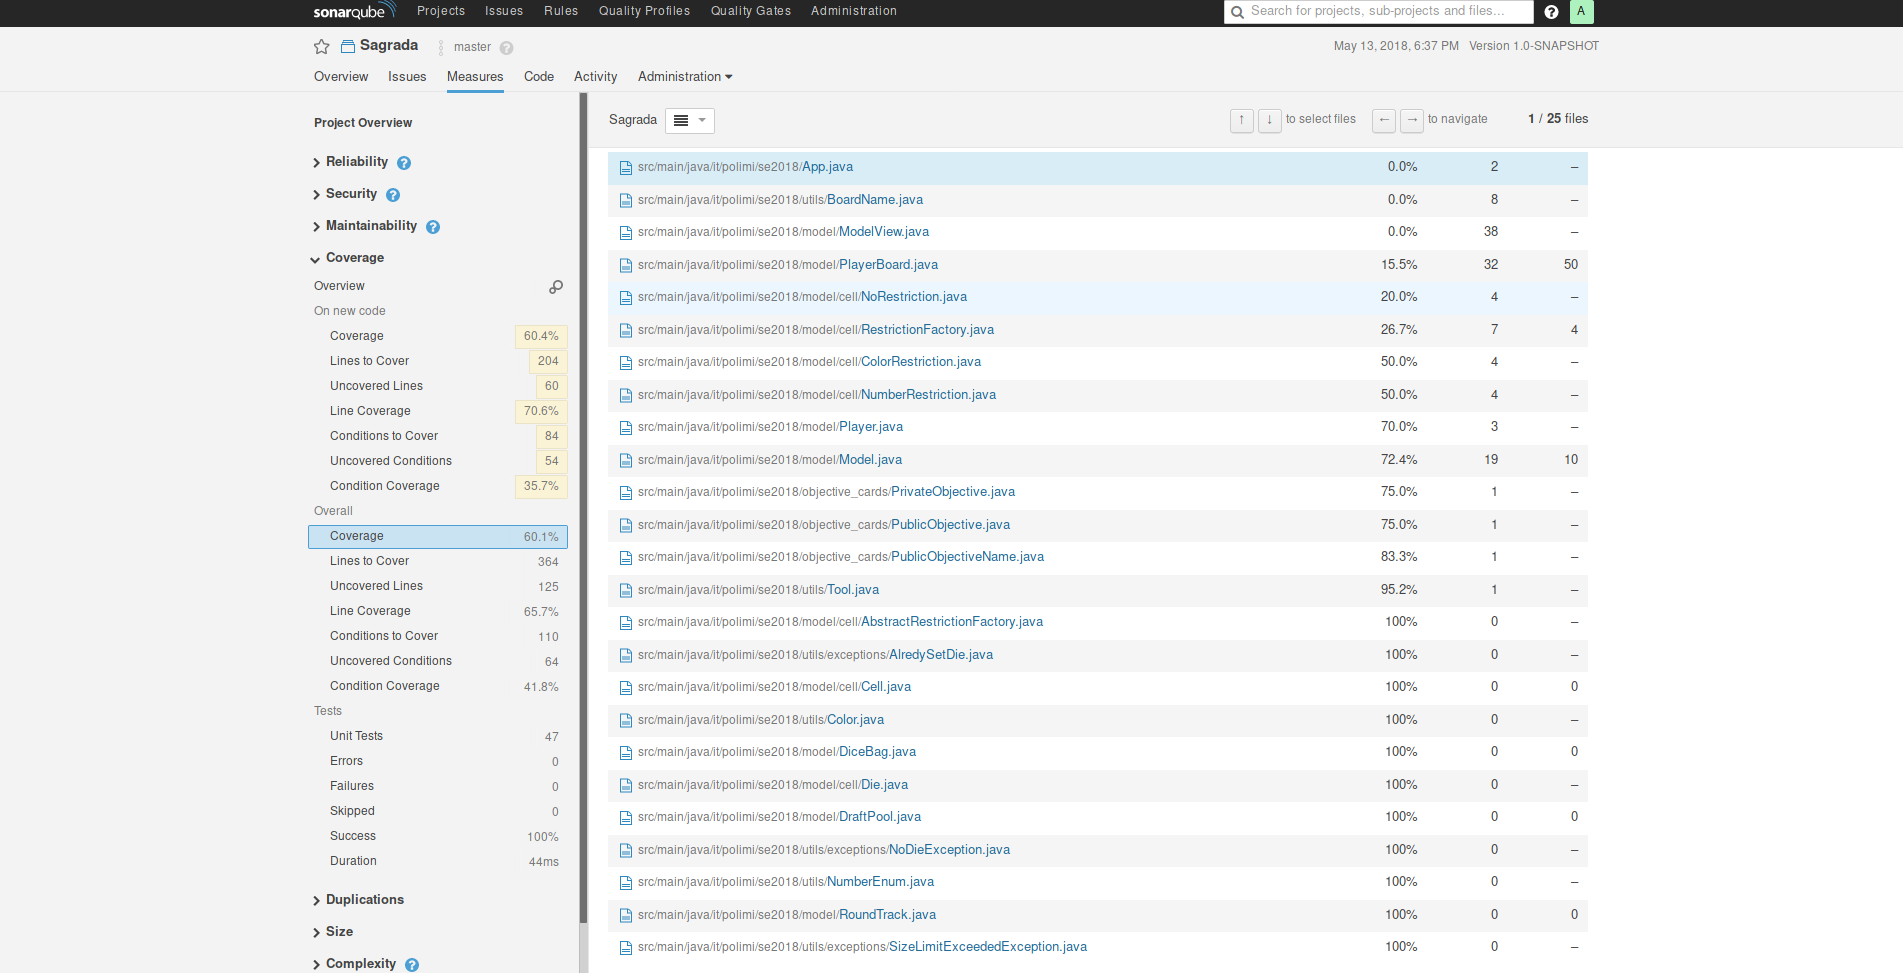 sonarqube Projects Issues Rules Quality Profiles Quality Gates Administration Search for projects, sub-projects and files... ? A
Sagrada master ? May 13, 2018, 6:37 PM Version 1.0-SNAPSHOT
Overview Issues Measures Code Activity Administration
Project Overview
Reliability ?
Security ?
Maintainability ?
Coverage
Overview
On new code
Coverage 60.4%
Lines to Cover 204
Uncovered Lines 60
Line Coverage 70.6%
Conditions to Cover 84
Uncovered Conditions 54
Condition Coverage 35.7%
Overall
Coverage 60.1%
Lines to Cover 364
Uncovered Lines 125
Line Coverage 65.7%
Conditions to Cover 110
Uncovered Conditions 64
Condition Coverage 41.8%
Tests
Unit Tests 47
Errors 0
Failures 0
Skipped 0
Success 100%
Duration 44ms
Duplications
Size
Complexity ?
Sagrada ↑ ↓ to select files ← → to navigate 1 / 25 files
src/main/java/it/polimi/se2018/App.java 0.0% 2 –
src/main/java/it/polimi/se2018/utils/BoardName.java 0.0% 8 –
src/main/java/it/polimi/se2018/model/ModelView.java 0.0% 38 –
src/main/java/it/polimi/se2018/model/PlayerBoard.java 15.5% 32 50
src/main/java/it/polimi/se2018/model/cell/NoRestriction.java 20.0% 4 –
src/main/java/it/polimi/se2018/model/cell/RestrictionFactory.java 26.7% 7 4
src/main/java/it/polimi/se2018/model/cell/ColorRestriction.java 50.0% 4 –
src/main/java/it/polimi/se2018/model/cell/NumberRestriction.java 50.0% 4 –
src/main/java/it/polimi/se2018/model/Player.java 70.0% 3 –
src/main/java/it/polimi/se2018/model/Model.java 72.4% 19 10
src/main/java/it/polimi/se2018/objective_cards/PrivateObjective.java 75.0% 1 –
src/main/java/it/polimi/se2018/objective_cards/PublicObjective.java 75.0% 1 –
src/main/java/it/polimi/se2018/objective_cards/PublicObjectiveName.java 83.3% 1 –
src/main/java/it/polimi/se2018/utils/Tool.java 95.2% 1 –
src/main/java/it/polimi/se2018/model/cell/AbstractRestrictionFactory.java 100% 0 –
src/main/java/it/polimi/se2018/utils/exceptions/AlredySetDie.java 100% 0 –
src/main/java/it/polimi/se2018/model/cell/Cell.java 100% 0 0
src/main/java/it/polimi/se2018/utils/Color.java 100% 0 –
src/main/java/it/polimi/se2018/model/DiceBag.java 100% 0 0
src/main/java/it/polimi/se2018/model/cell/Die.java 100% 0 –
src/main/java/it/polimi/se2018/model/DraftPool.java 100% 0 0
src/main/java/it/polimi/se2018/utils/exceptions/NoDieException.java 100% 0 –
src/main/java/it/polimi/se2018/utils/NumberEnum.java 100% 0 –
src/main/java/it/polimi/se2018/model/RoundTrack.java 100% 0 0
src/main/java/it/polimi/se2018/utils/exceptions/SizeLimitExceededException.java 100% 0 –